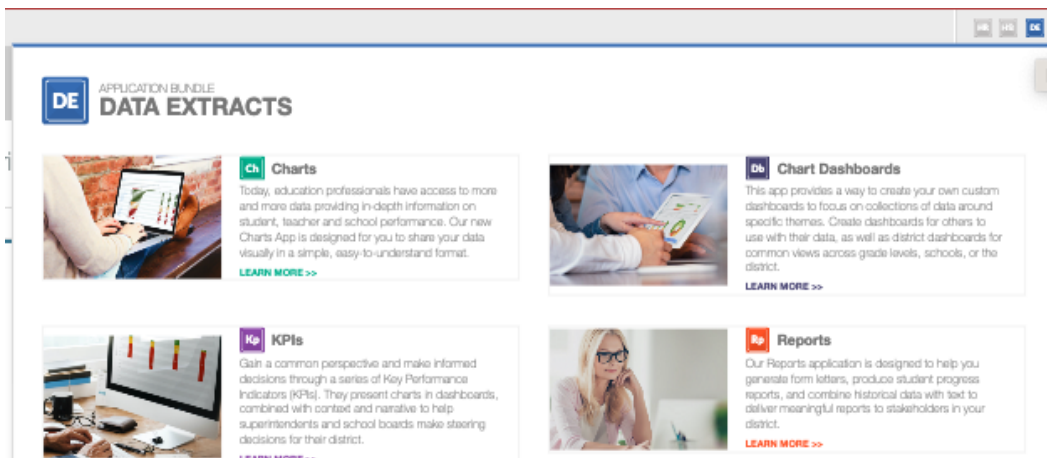 HR HS DE
DE
APPLICATION BUNDLE
DATA EXTRACTS
Ch Charts
Today, education professionals have access to more
and more data providing in-depth information on
student, teacher and school performance. Our new
Charts App is designed for you to share your data
visually in a simple, easy-to-understand format.
LEARN MORE >>
Db Chart Dashboards
This app provides a way to create your own custom
dashboards to focus on collections of data around
specific themes. Create dashboards for others to
use with their data, as well as district dashboards for
common views across grade levels, schools, or the
district.
LEARN MORE >>
Kp KPIs
Gain a common perspective and make informed
decisions through a series of Key Performance
Indicators (KPIs). They present charts in dashboards,
combined with context and narrative to help
superintendents and school boards make steering
decisions for their district.
LEARN MORE >>
Rp Reports
Our Reports application is designed to help you
generate form letters, produce student progress
reports, and combine historical data with text to
deliver meaningful reports to stakeholders in your
district.
LEARN MORE >>